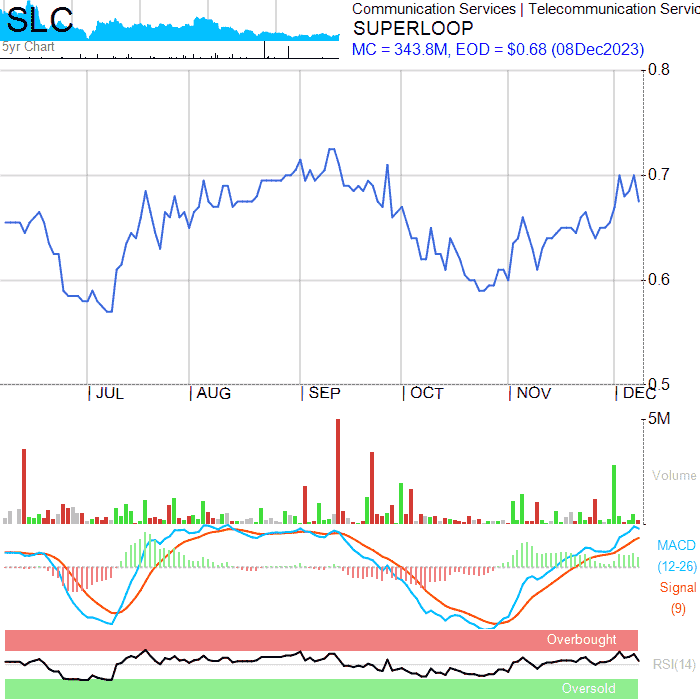 SLC
5yr Chart
Communication Services | Telecommunication Servic
SUPERLOOP
MC = 343.8M, EOD = $0.68 (08Dec2023)
0.8
0.7
0.6
0.5
JUL
AUG
SEP
OCT
NOV
DEC
5M
Volume
MACD
(12-26)
Signal
(9)
Overbought
RSI(14)
Oversold